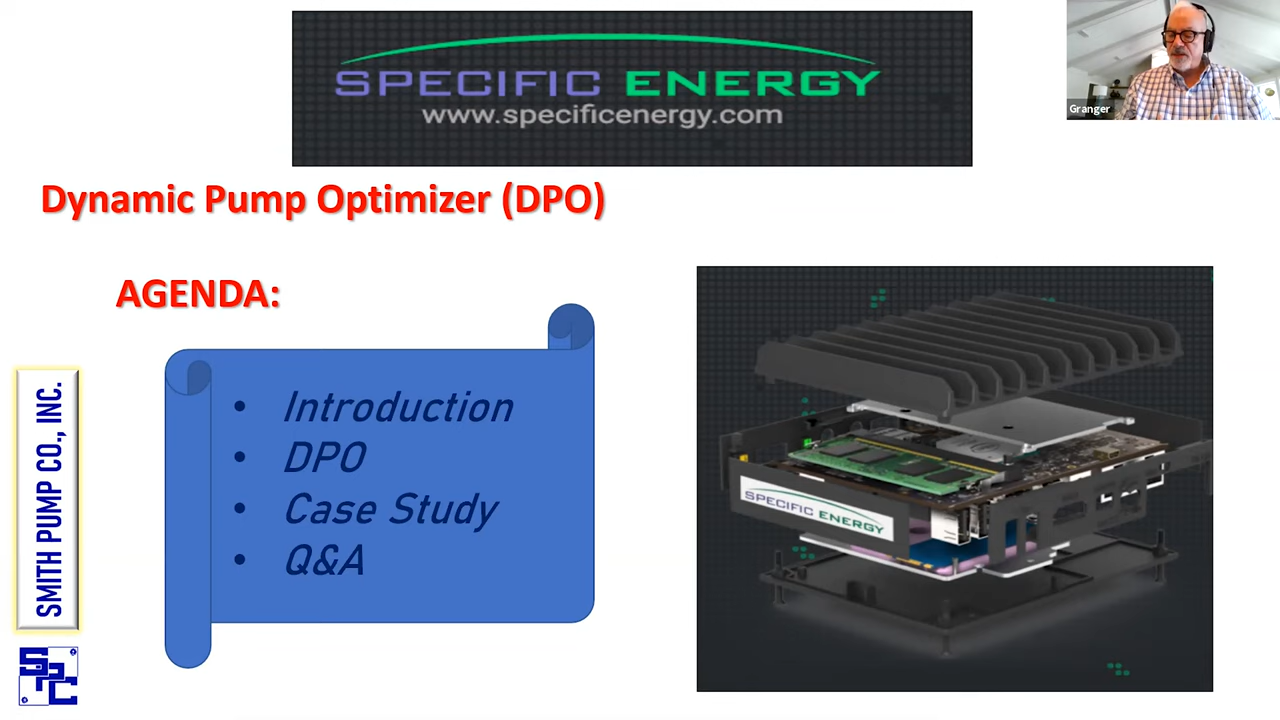 SPECIFIC ENERGY
www.specificenergy.com
Granger
Dynamic Pump Optimizer (DPO)
AGENDA:
• Introduction
• DPO
• Case Study
• Q&A
SMITH PUMP CO., INC.
SPC
SPECIFIC ENERGY